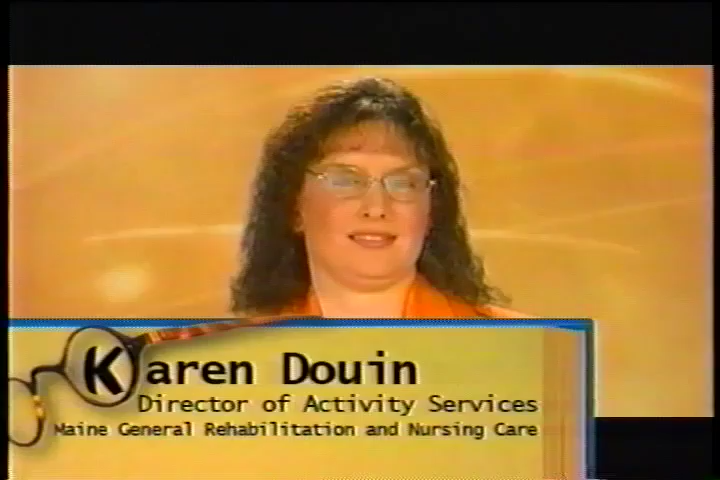 Karen Douin
Director of Activity Services
Maine General Rehabilitation and Nursing Care